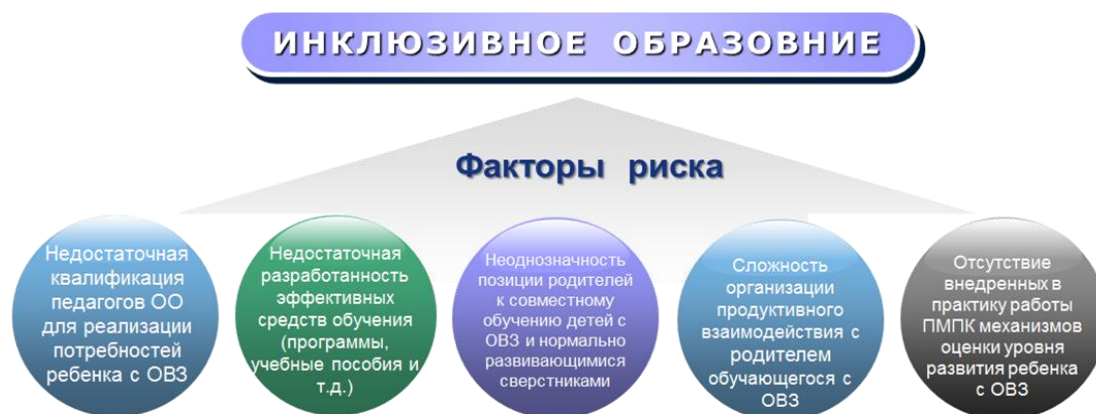 ИНКЛЮЗИВНОЕ ОБРАЗОВНИЕ
Факторы риска
Недостаточная
квалификация
педагогов ОО
для реализации
потребностей
ребенка с ОВЗ
Недостаточная
разработанность
эффективных
средств обучения
(программы,
учебные пособия и
т.д.)
Неоднозначность
позиции родителей
к совместному
обучению детей с
ОВЗ и нормально
развивающимися
сверстниками
Сложность
организации
продуктивного
взаимодействия с
родителем
обучающегося с
ОВЗ
Отсутствие
внедренных в
практику работы
ПМПК механизмов
оценки уровня
развития ребенка
с ОВЗ